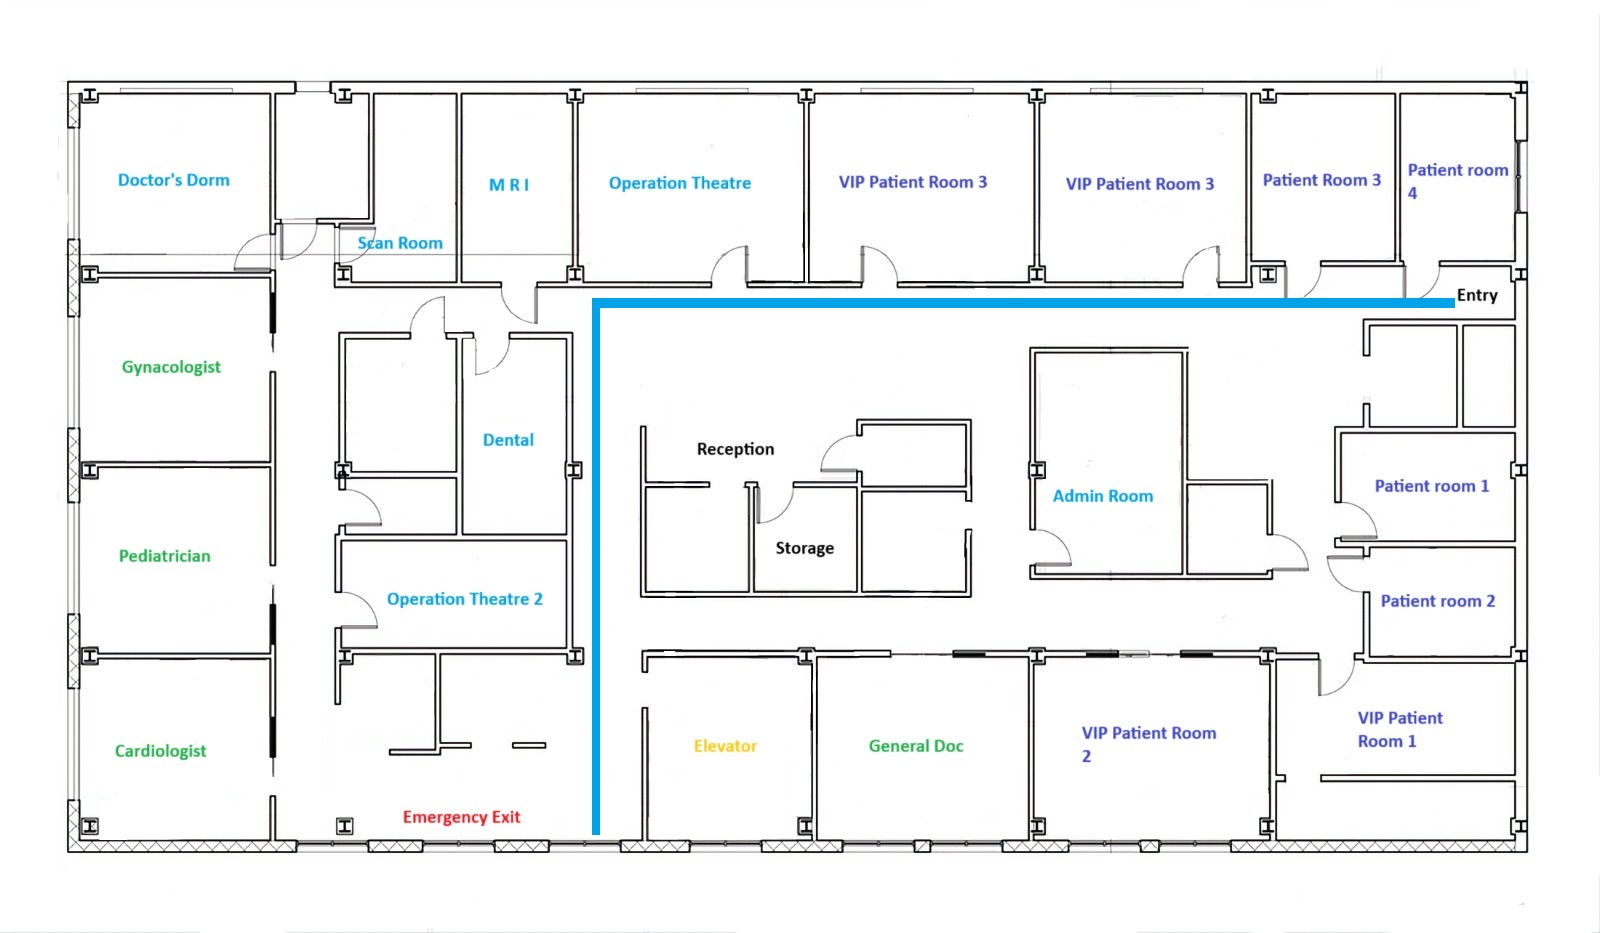 Doctor's Dorm
M R I
Operation Theatre
VIP Patient Room 3
VIP Patient Room 3
Patient Room 3
Patient room
4
Scan Room
Entry
Gynacologist
Dental
Reception
Admin Room
Patient room 1
Pediatrician
Storage
Operation Theatre 2
Patient room 2
Cardiologist
Elevator
General Doc
VIP Patient Room
2
VIP Patient
Room 1
Emergency Exit